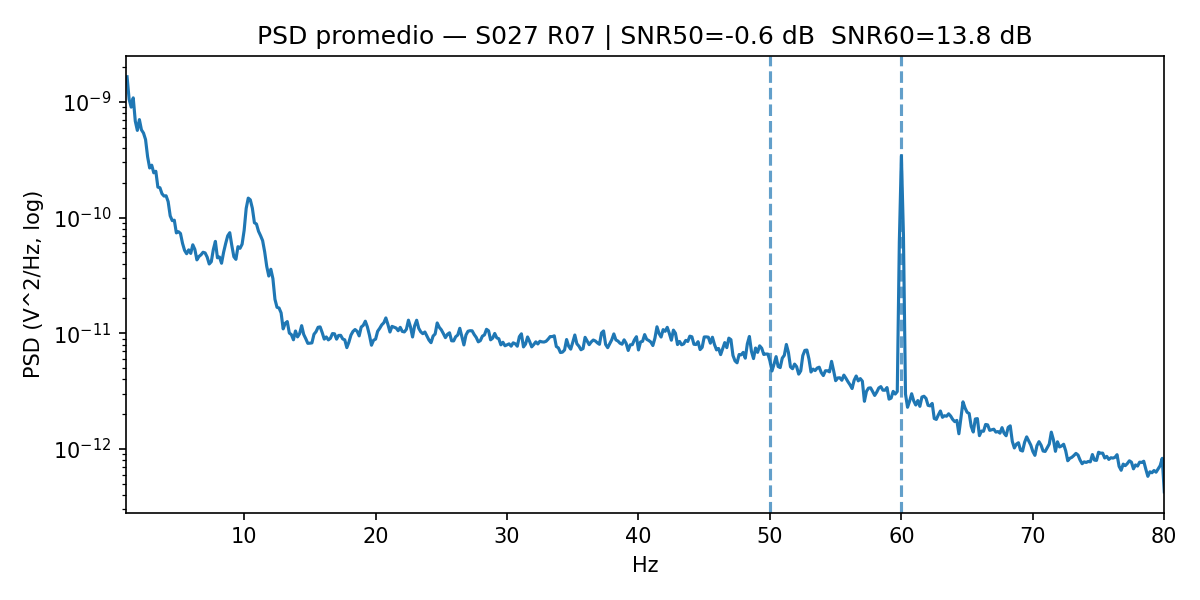 PSD promedio — S027 R07 | SNR50=-0.6 dB  SNR60=13.8 dB
PSD (V^2/Hz, log)
10⁻⁹
10⁻¹⁰
10⁻¹¹
10⁻¹²
10 20 30 40 50 60 70 80
Hz